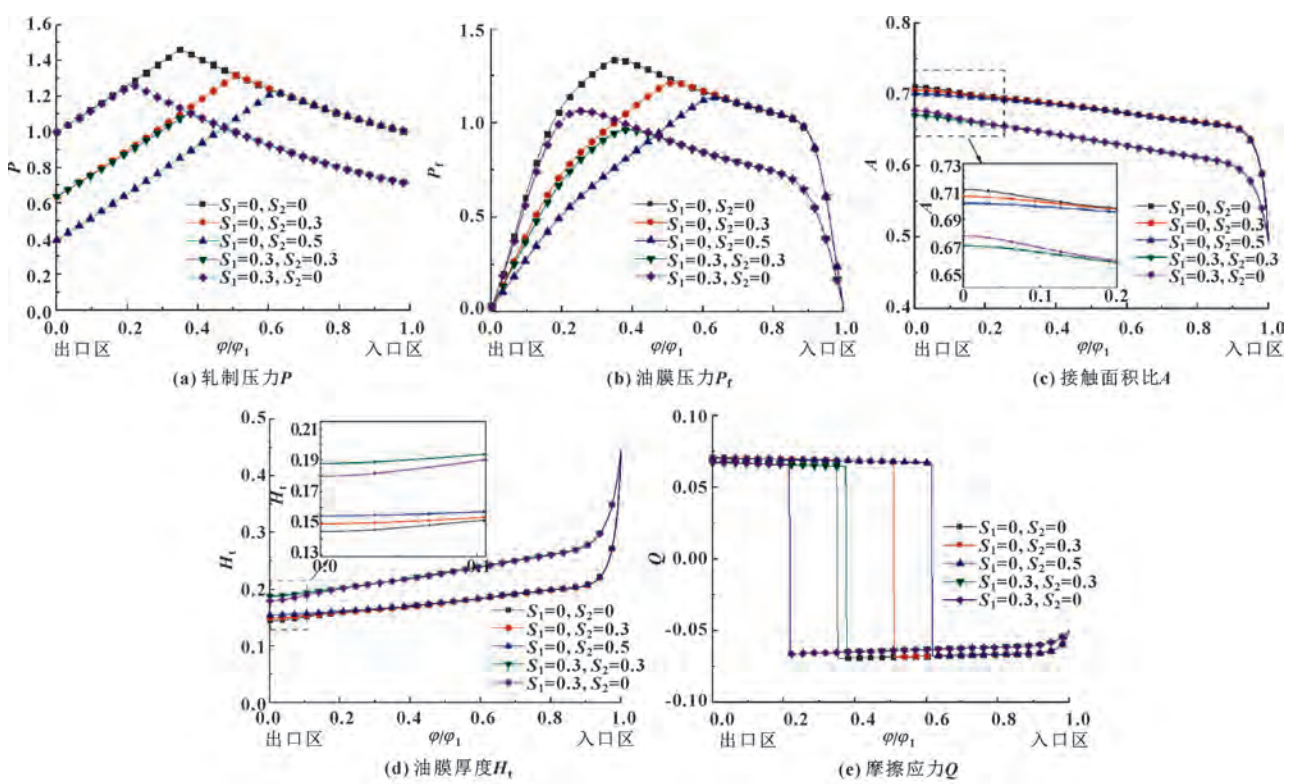 1.6
1.4
1.2
1.0
0.8
0.6
0.4
0.2
0.0
P
S₁=0, S₂=0
S₁=0, S₂=0.3
S₁=0, S₂=0.5
S₁=0.3, S₂=0.3
S₁=0.3, S₂=0
0.0 0.2 0.4 0.6 0.8 1.0
出口区 φ/φ₁ 入口区
(a) 轧制压力P
1.5
1.0
0.5
0.0
P_f
S₁=0, S₂=0
S₁=0, S₂=0.3
S₁=0, S₂=0.5
S₁=0.3, S₂=0.3
S₁=0.3, S₂=0
0.0 0.2 0.4 0.6 0.8 1.0
出口区 φ/φ₁ 入口区
(b) 油膜压力P_f
0.8
0.7
0.6
0.5
0.4
A
0.73
0.71
0.69
0.67
0.65
A
0 0.1 0.2
S₁=0, S₂=0
S₁=0, S₂=0.3
S₁=0, S₂=0.5
S₁=0.3, S₂=0.3
S₁=0.3, S₂=0
0.0 0.2 0.4 0.6 0.8 1.0
出口区 φ/φ₁ 入口区
(c) 接触面积比A
0.5
0.4
0.3
0.2
0.1
0.0
H_t
0.21
0.19
0.17
0.15
0.13
H_t
0.0 0.1
S₁=0, S₂=0
S₁=0, S₂=0.3
S₁=0, S₂=0.5
S₁=0.3, S₂=0.3
S₁=0.3, S₂=0
0.0 0.2 0.4 0.6 0.8 1.0
出口区 φ/φ₁ 入口区
(d) 油膜厚度H_t
0.10
0.05
0.00
-0.05
-0.10
Q
S₁=0, S₂=0
S₁=0, S₂=0.3
S₁=0, S₂=0.5
S₁=0.3, S₂=0.3
S₁=0.3, S₂=0
0.0 0.2 0.4 0.6 0.8 1.0
出口区 φ/φ₁ 入口区
(e) 摩擦应力Q